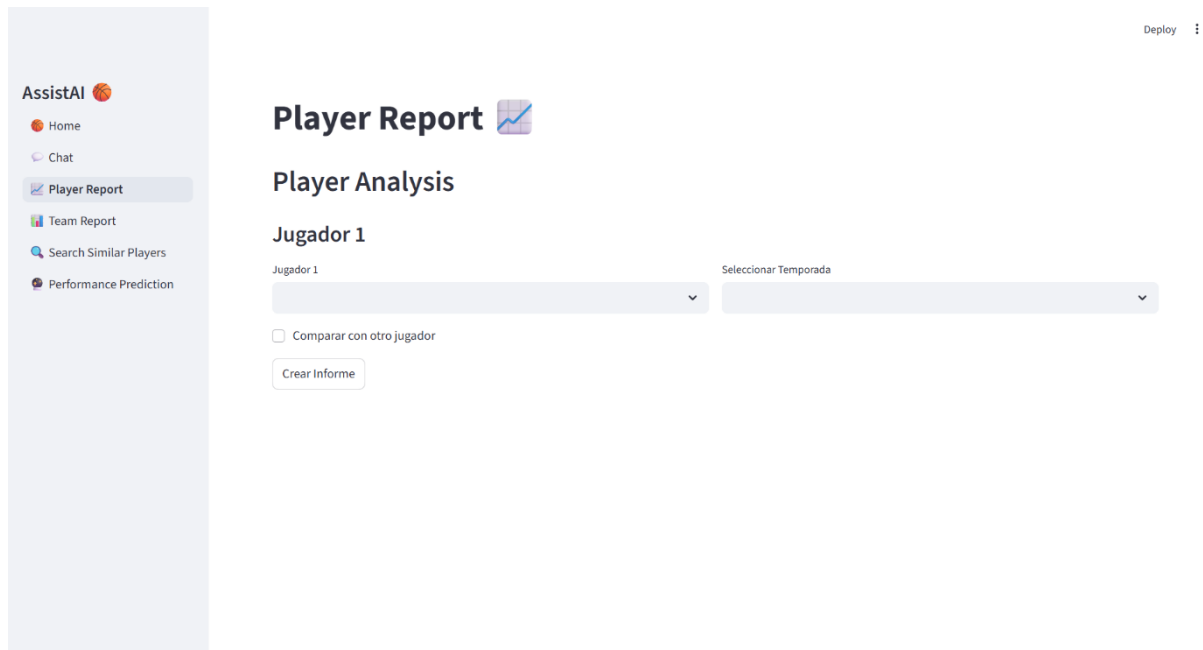 Deploy
AssistAI 🏀
🏀 Home
💬 Chat
📈 Player Report
📊 Team Report
🔍 Search Similar Players
🔮 Performance Prediction
Player Report 📈
Player Analysis
Jugador 1
Jugador 1
Seleccionar Temporada
Comparar con otro jugador
Crear Informe